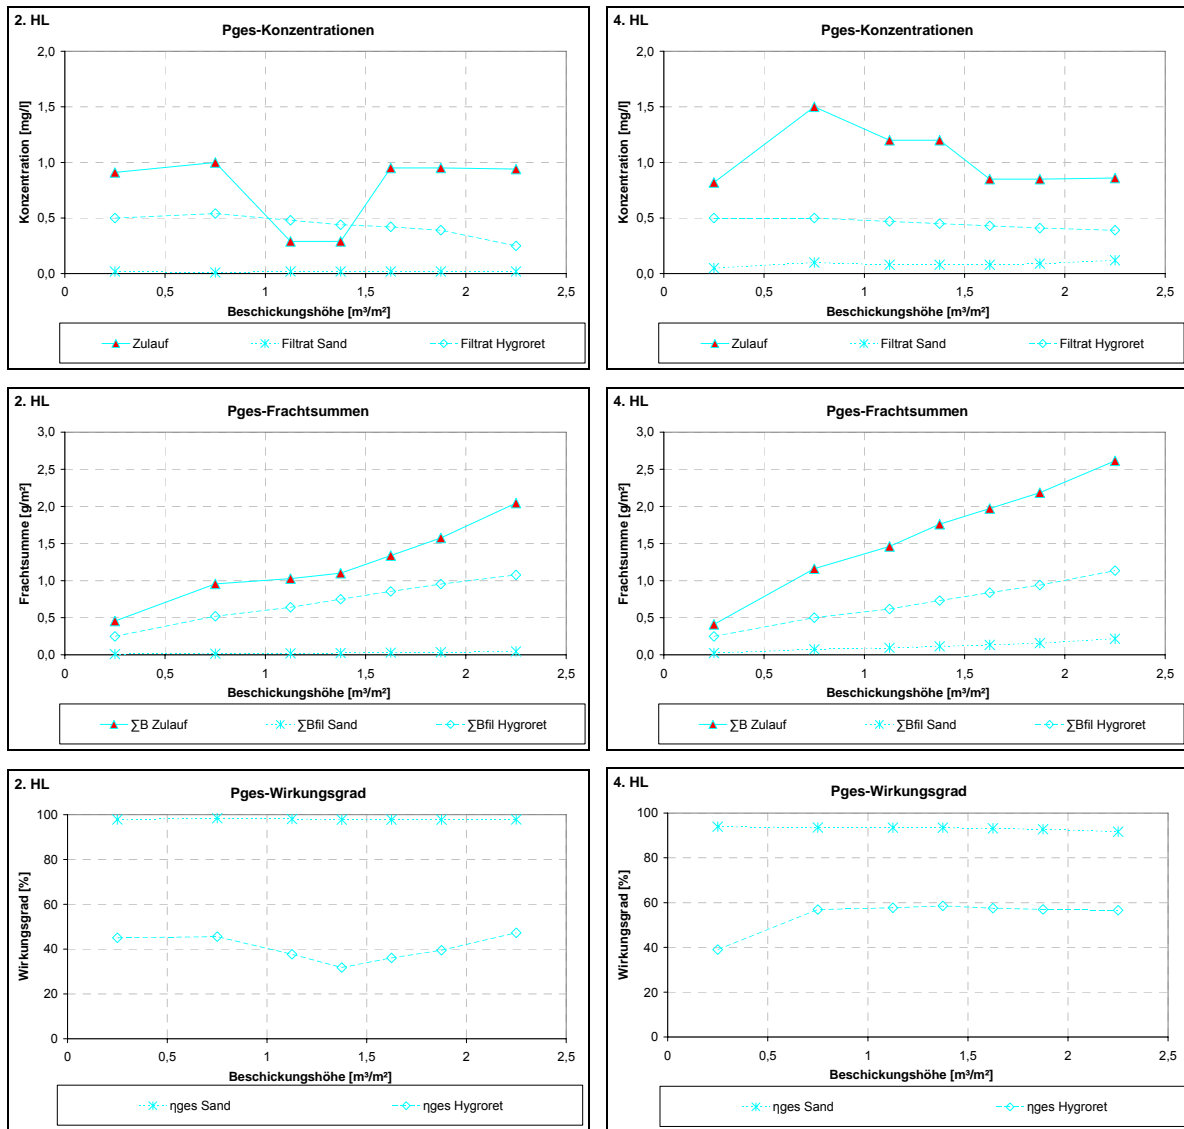 2. HL
Pges-Konzentrationen
Konzentration [mg/l]
2,0
1,5
1,0
0,5
0,0
0 0,5 1 1,5 2 2,5
Beschickungshöhe [m³/m²]
Zulauf Filtrat Sand Filtrat Hygroret
4. HL
Pges-Konzentrationen
Konzentration [mg/l]
2,0
1,5
1,0
0,5
0,0
0 0,5 1 1,5 2 2,5
Beschickungshöhe [m³/m²]
Zulauf Filtrat Sand Filtrat Hygroret
2. HL
Pges-Frachtsummen
Frachtsumme [g/m²]
3,0
2,5
2,0
1,5
1,0
0,5
0,0
0 0,5 1 1,5 2 2,5
Beschickungshöhe [m³/m²]
∑B Zulauf ∑Bfil Sand ∑Bfil Hygroret
4. HL
Pges-Frachtsummen
Frachtsumme [g/m²]
3,0
2,5
2,0
1,5
1,0
0,5
0,0
0 0,5 1 1,5 2 2,5
Beschickungshöhe [m³/m²]
∑B Zulauf ∑Bfil Sand ∑Bfil Hygroret
2. HL
Pges-Wirkungsgrad
Wirkungsgrad [%]
100
80
60
40
20
0
0 0,5 1 1,5 2 2,5
Beschickungshöhe [m³/m²]
ηges Sand ηges Hygroret
4. HL
Pges-Wirkungsgrad
Wirkungsgrad [%]
100
80
60
40
20
0
0 0,5 1 1,5 2 2,5
Beschickungshöhe [m³/m²]
ηges Sand ηges Hygroret